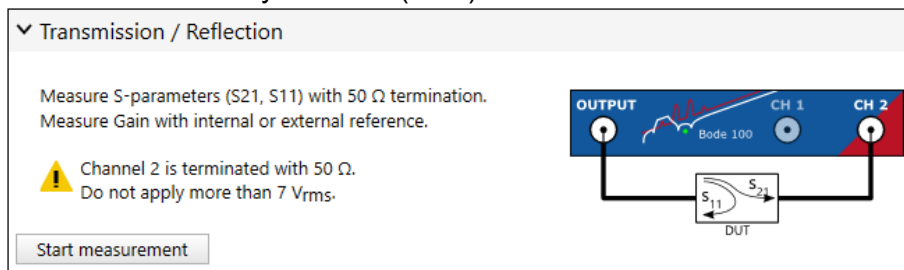 Transmission / Reflection
Measure S-parameters (S21, S11) with 50 Ω termination.
Measure Gain with internal or external reference.
Channel 2 is terminated with 50 Ω.
Do not apply more than 7 Vrms.
Start measurement
OUTPUT
CH 1
CH 2
Bode 100
S21
S11
DUT